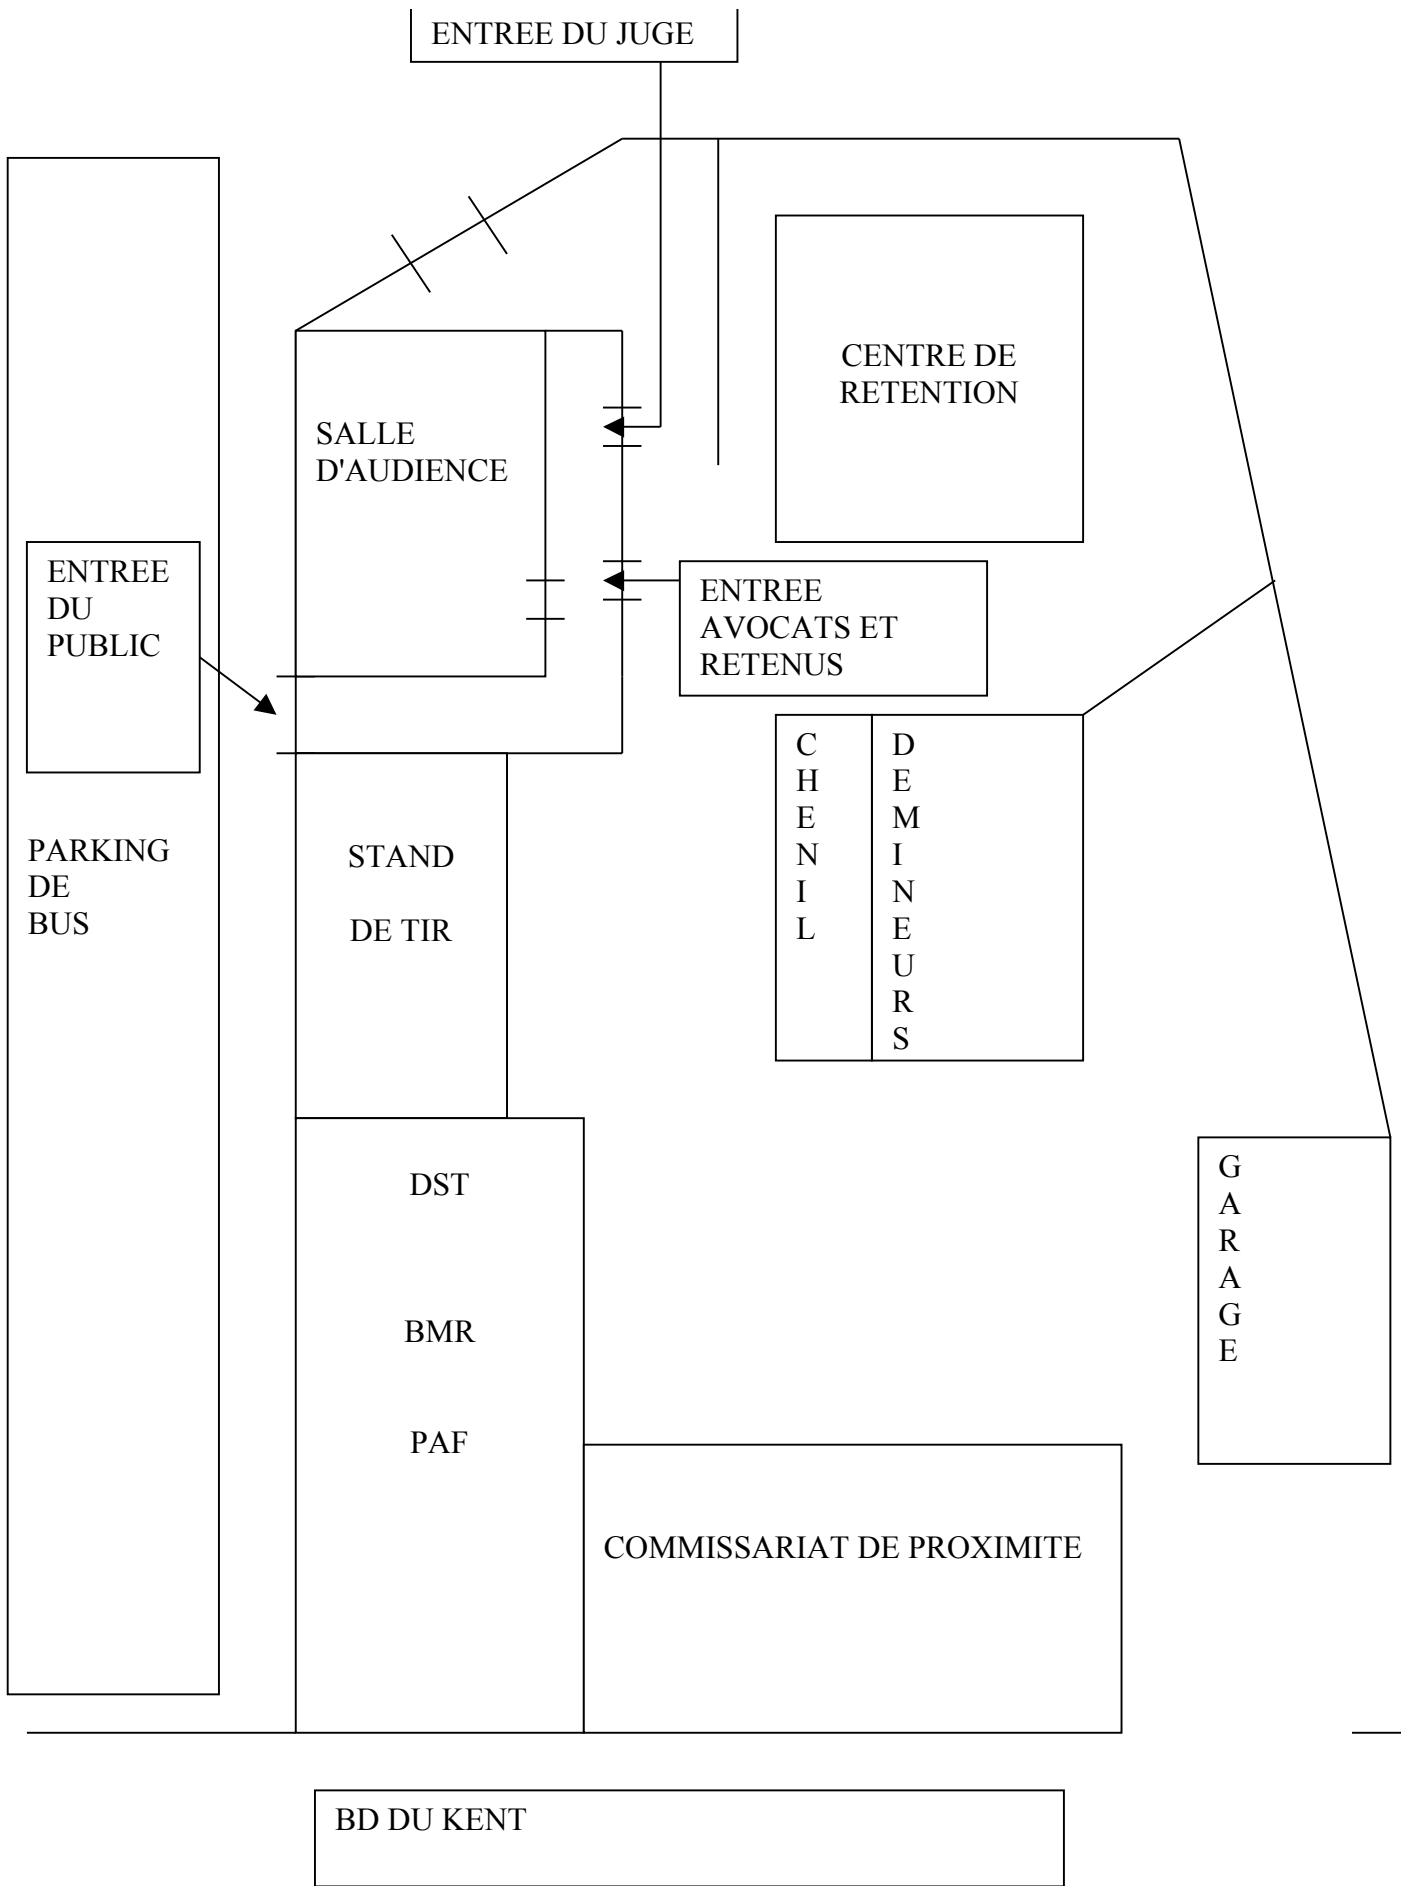 ENTREE DU JUGE
CENTRE DE
RETENTION
SALLE
D'AUDIENCE
ENTREE
DU
PUBLIC
ENTREE
AVOCATS ET
RETENUS
C
H
E
N
I
L
D
E
M
I
N
E
U
R
S
PARKING
DE
BUS
STAND
DE TIR
DST
BMR
PAF
G
A
R
A
G
E
COMMISSARIAT DE PROXIMITE
BD DU KENT